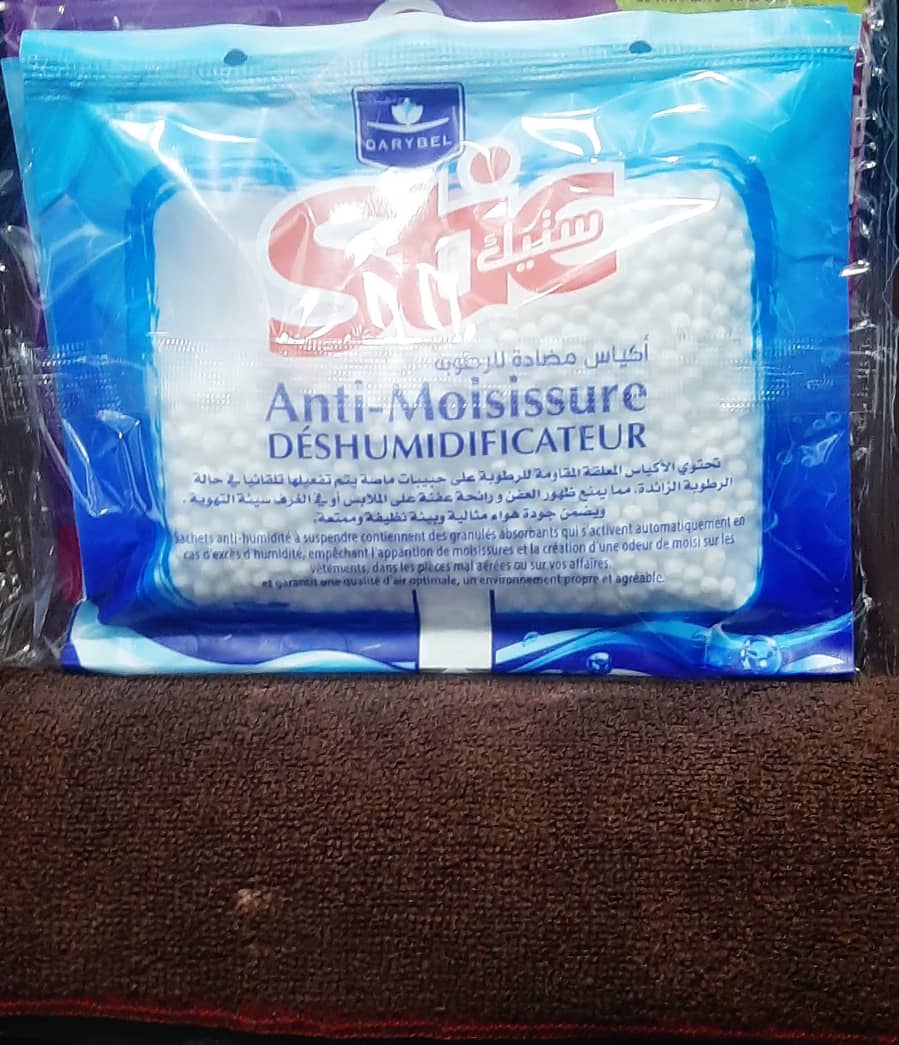 DARYBEL
Stic
ستيك
أكياس مضادة للرطوبة
Anti-Moisissure
DÉSHUMIDIFICATEUR
تحتوي الأكياس المعلقة المقاومة للرطوبة على حبيبات ماصة يتم تفعيلها تلقائيا في حالة
الرطوبة الزائدة، مما يمنع ظهور العفن و رائحة عفنة على الملابس أو في الغرف سيئة التهوية.
ويضمن جودة هواء مثالية وبيئة نظيفة وممتعة.
Sachets anti-humidité à suspendre contiennent des granulés absorbants qui s'activent automatiquement en
cas d'excès d'humidité, empêchant l'apparition de moisissures et la création d'une odeur de moisi sur les
vêtements, dans les pièces mal aérées ou sur vos affaires.
et garantit une qualité d'air optimale, un environnement propre et agréable.